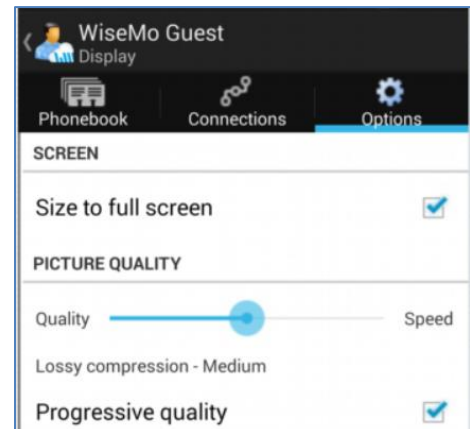 WiseMo Guest
Display
Phonebook Connections Options
SCREEN
Size to full screen
PICTURE QUALITY
Quality Speed
Lossy compression - Medium
Progressive quality